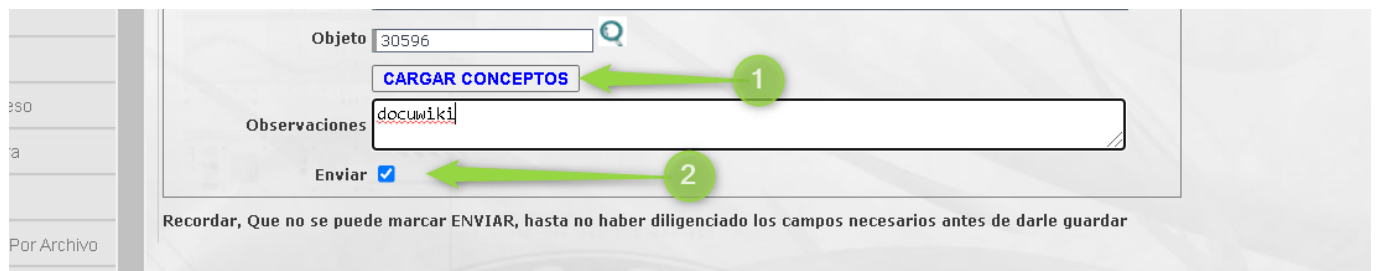 Objeto 30596
CARGAR CONCEPTOS 1
eso
Observaciones docuwiki
ra
Enviar 2
Recordar, Que no se puede marcar ENVIAR, hasta no haber diligenciado los campos necesarios antes de darle guardar
Por Archivo